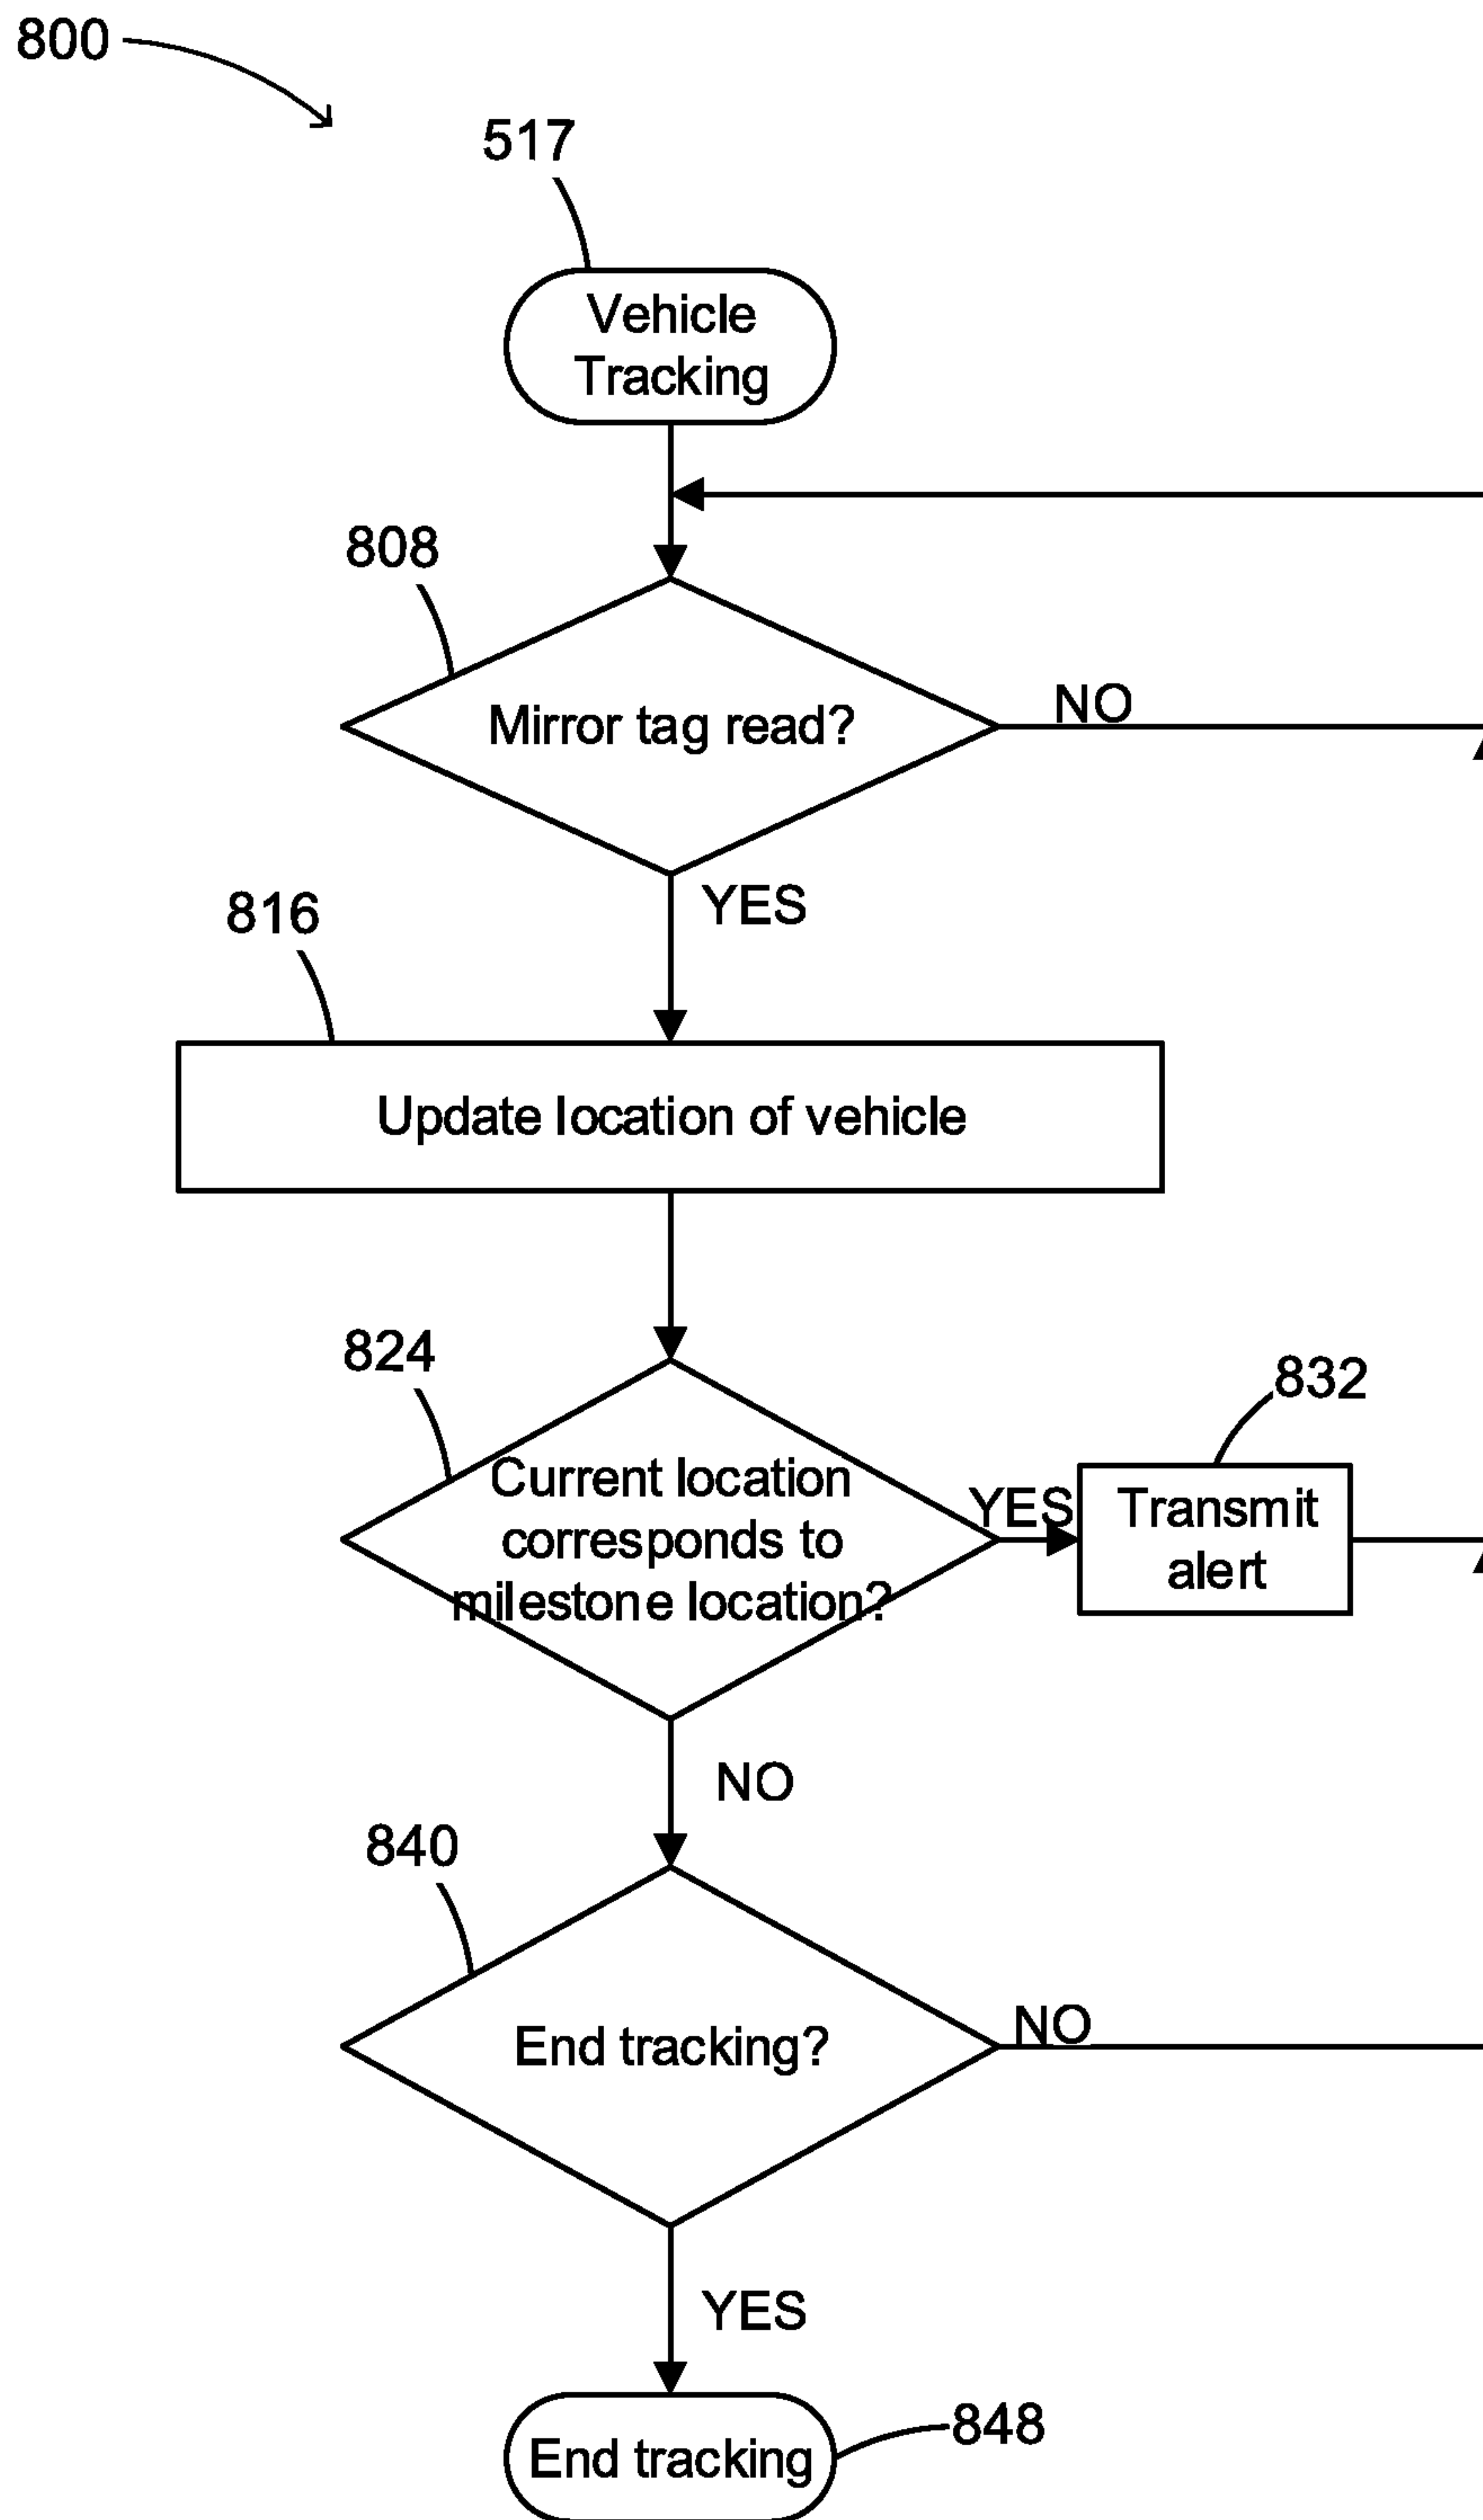 800
517
Vehicle
Tracking
808
Mirror tag read?
NO
YES
816
Update location of vehicle
824
832
Current location
corresponds to
milestone location?
YES
Transmit
alert
NO
840
End tracking?
NO
YES
End tracking
848